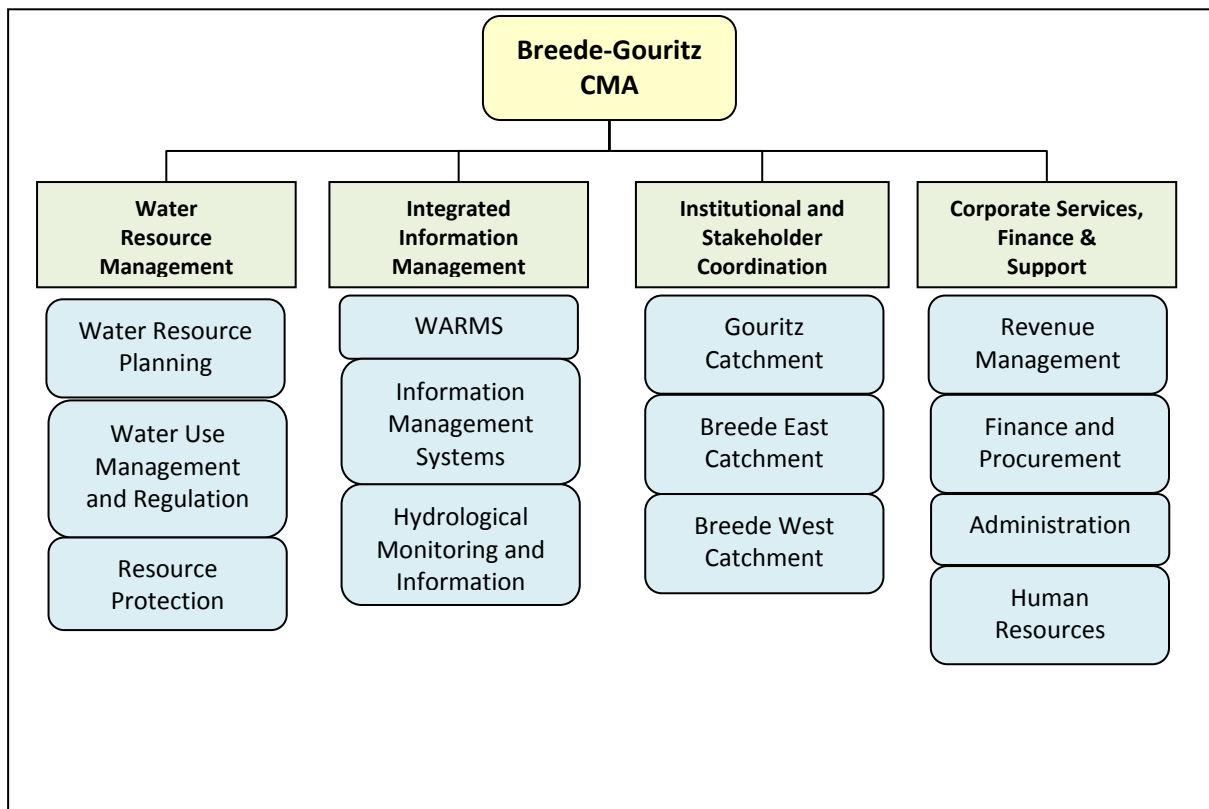 Breede-Gouritz
CMA
Water
Resource
Management
Water Resource
Planning
Water Use
Management
and Regulation
Resource
Protection
Integrated
Information
Management
WARMS
Information
Management
Systems
Hydrological
Monitoring and
Information
Institutional and
Stakeholder
Coordination
Gouritz
Catchment
Breede East
Catchment
Breede West
Catchment
Corporate Services,
Finance &
Support
Revenue
Management
Finance and
Procurement
Administration
Human
Resources